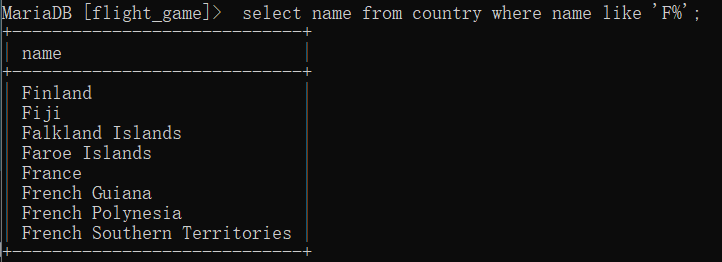 MariaDB [flight_game]>  select name from country where name like 'F%';
+----------------------------+
| name                       |
+----------------------------+
| Finland                    |
| Fiji                       |
| Falkland Islands           |
| Faroe Islands              |
| France                     |
| French Guiana              |
| French Polynesia           |
| French Southern Territories |
+----------------------------+